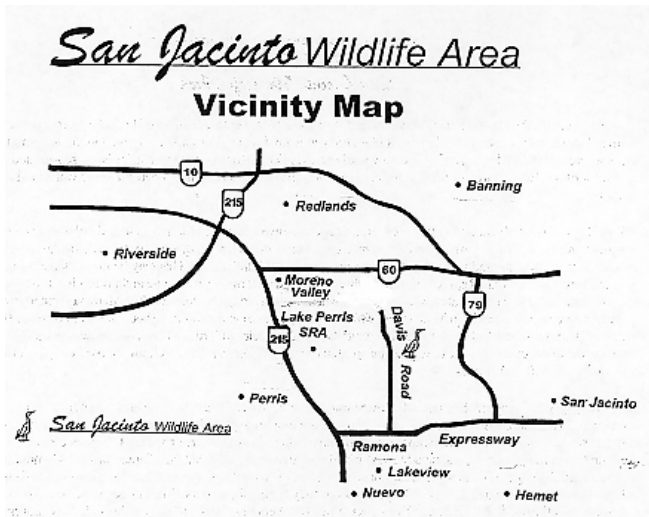 San Jacinto Wildlife Area
Vicinity Map
10
Banning
215
Redlands
Riverside
60
Moreno
Valley
79
Lake Perris
SRA
Davis Road
215
Perris
San Jacinto
San Jacinto Wildlife Area
Ramona Expressway
Lakeview
Nuevo
Hemet